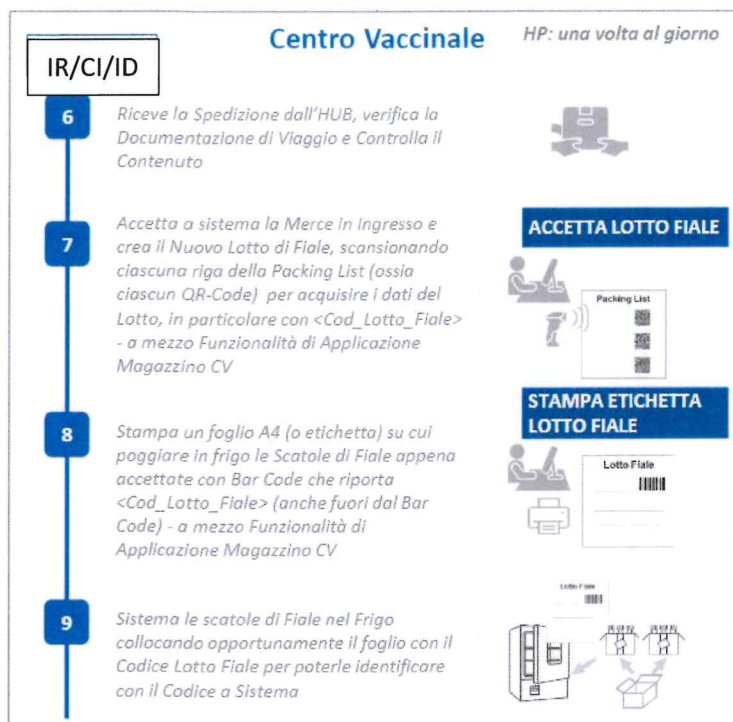 Centro Vaccinale
HP: una volta al giorno
IR/CI/ID
6
Riceve la Spedizione dall'HUB, verifica la
Documentazione di Viaggio e Controlla il
Contenuto
7
Accetta a sistema la Merce in Ingresso e
crea il Nuovo Lotto di Fiale, scansionando
ciascuna riga della Packing List (ossia
ciascun QR-Code) per acquisire i dati del
Lotto, in particolare con <Cod_Lotto_Fiale>
- a mezzo Funzionalità di Applicazione
Magazzino CV
ACCETTA LOTTO FIALE
Packing List
8
Stampa un foglio A4 (o etichetta) su cui
poggiare in frigo le Scatole di Fiale appena
accettate con Bar Code che riporta
<Cod_Lotto_Fiale> (anche fuori dal Bar
Code) - a mezzo Funzionalità di
Applicazione Magazzino CV
STAMPA ETICHETTA
LOTTO FIALE
Lotto Fiale
9
Sistema le scatole di Fiale nel Frigo
collocando opportunamente il foglio con il
Codice Lotto Fiale per poterle identificare
con il Codice a Sistema
Lotto Fiale